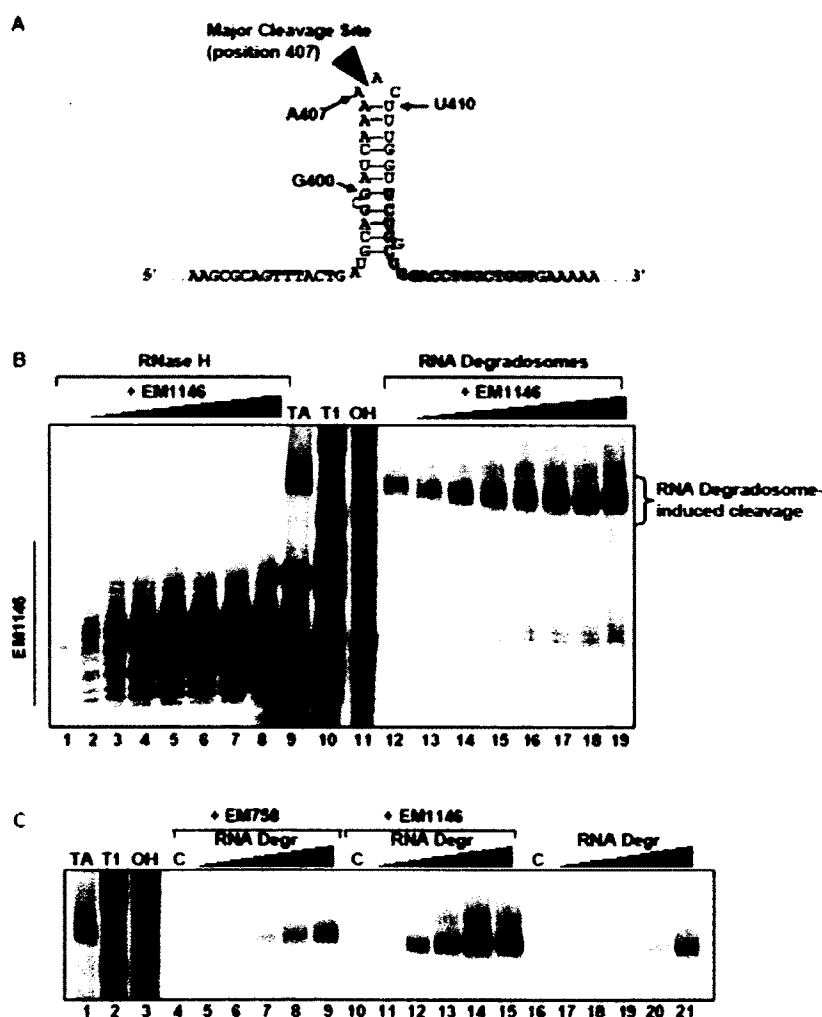 A
Major Cleavage Site
(position 407)
A
A C
A407 A U U410
A U
A U
A U
C G
U G
A U
G400 G
C
G
5' AAGCGCAGTTTACTG
GAAAAA 3'
B
RNase H RNA Degradosomes
+ EM1146 + EM1146
TA T1 OH
RNA Degradosome-
induced cleavage
EM1146
1 2 3 4 5 6 7 8 9 10 11 12 13 14 15 16 17 18 19
C
+ EM758 + EM1146
RNA Degr RNA Degr RNA Degr
TA T1 OH C C C
1 2 3 4 5 6 7 8 9 10 11 12 13 14 15 16 17 18 19 20 21